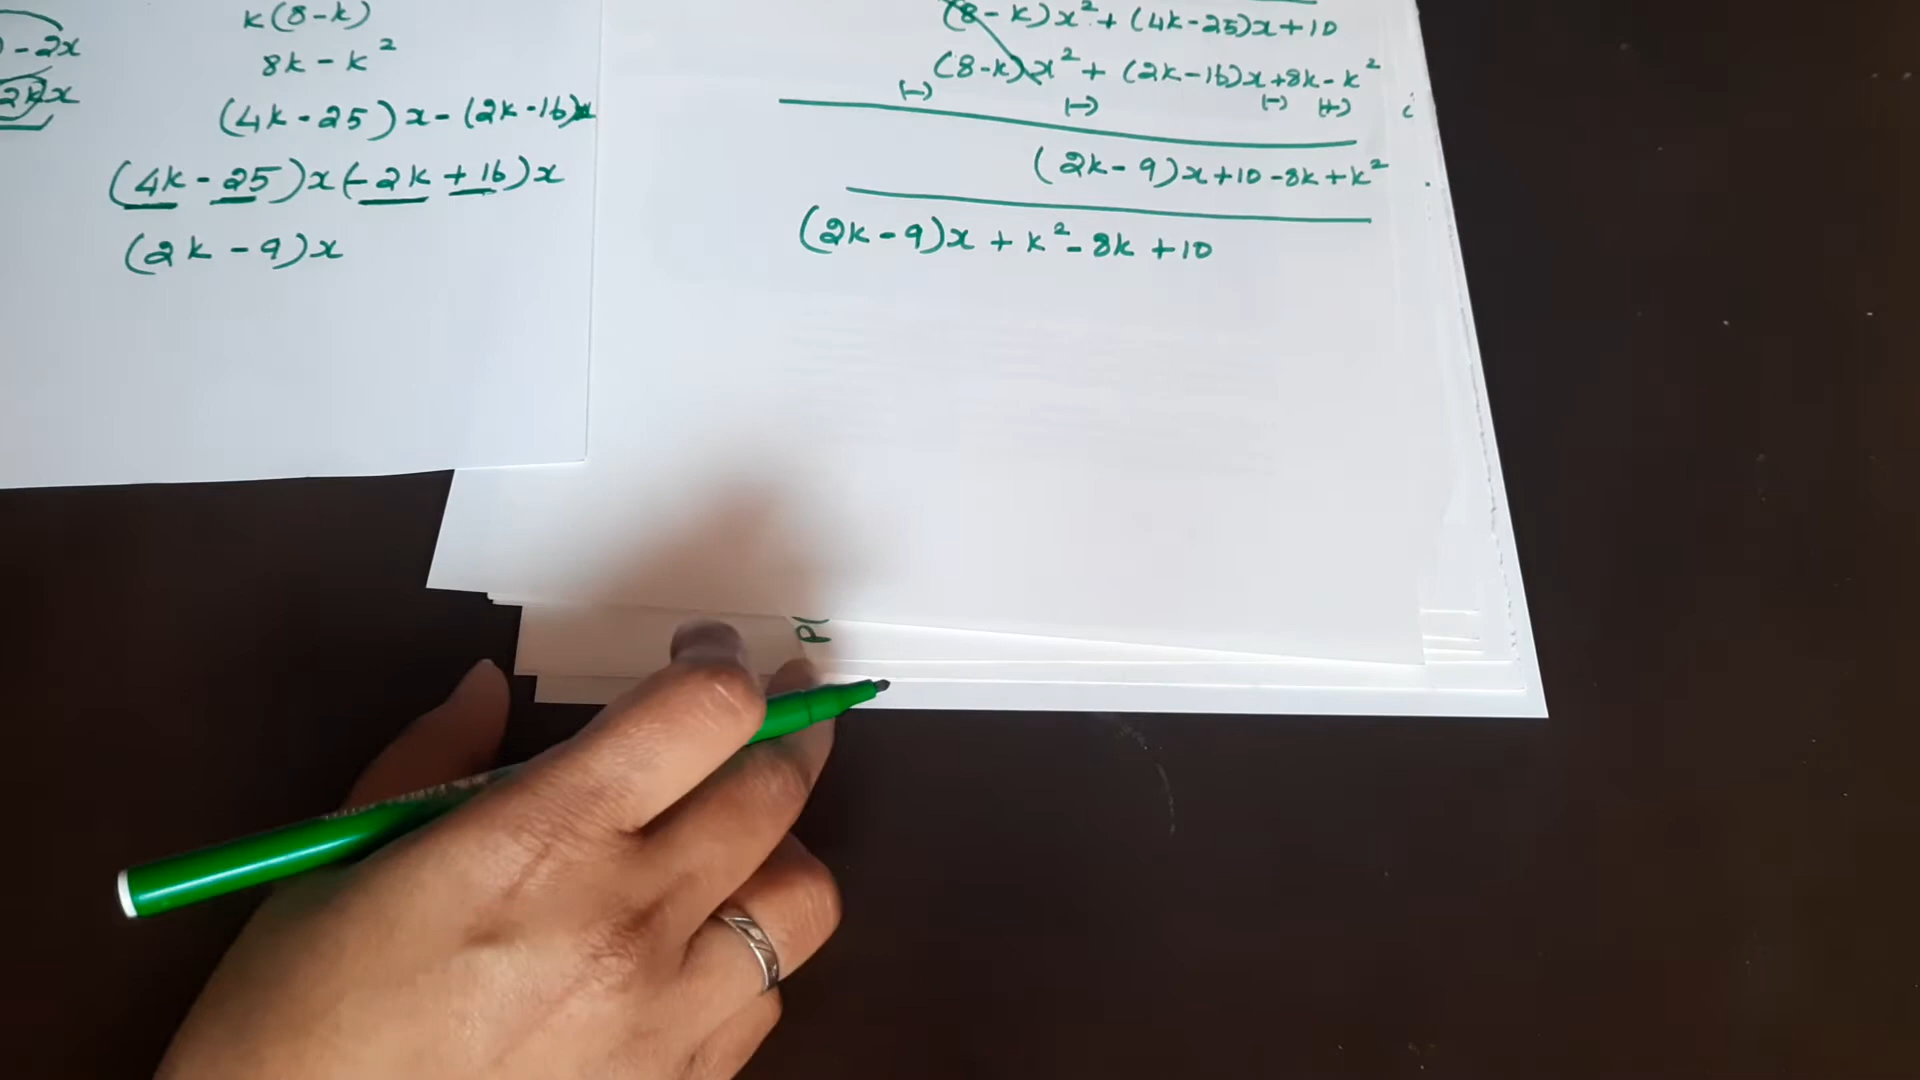 - 2x
2kx
k(8-k)
8k - k²
(4k - 25)x - (2k - 16)x
(4k - 25)x (-2k + 16)x
(2k - 9)x
(8 - k)x² + (4k-25)x + 10
(8-k)x² + (2k-16)x + 8k - k²
(-) (-) (-) (+)
(2k - 9)x + 10 - 8k + k²
(2k - 9)x + k² - 8k + 10
P(